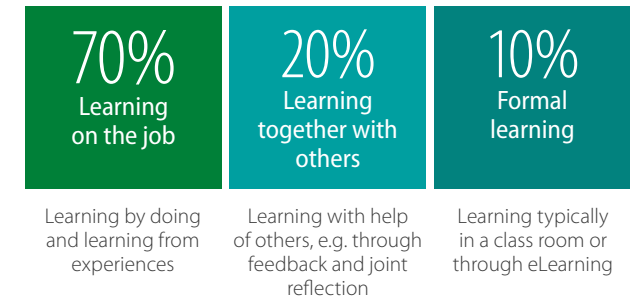 70%
Learning
on the job
20%
Learning
together with
others
10%
Formal
learning
Learning by doing
and learning from
experiences
Learning with help
of others, e.g. through
feedback and joint
reflection
Learning typically
in a class room or
through eLearning